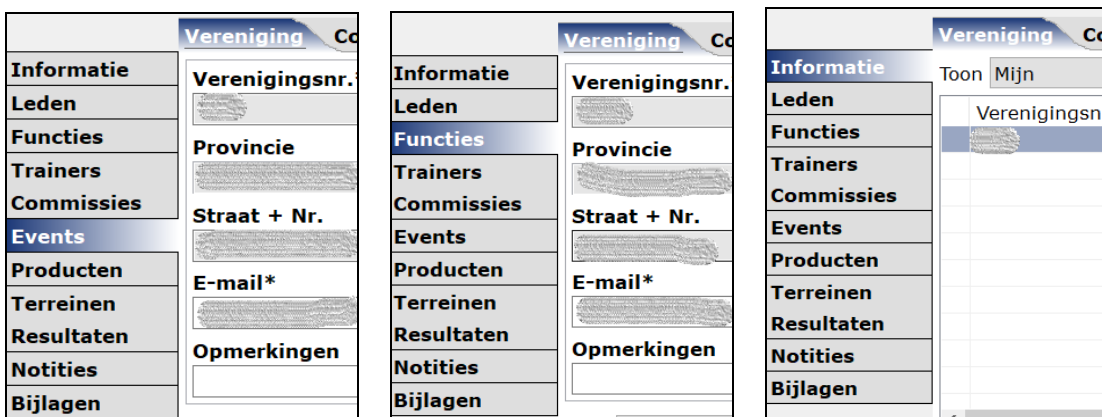 Vereniging Co
Informatie
Leden
Functies
Trainers
Commissies
Events
Producten
Terreinen
Resultaten
Notities
Bijlagen
Verenigingsnr.*
Provincie
Straat + Nr.
E-mail*
Opmerkingen
Vereniging Co
Informatie
Leden
Functies
Trainers
Commissies
Events
Producten
Terreinen
Resultaten
Notities
Bijlagen
Verenigingsnr.
Provincie
Straat + Nr.
E-mail*
Opmerkingen
Vereniging Co
Informatie
Leden
Functies
Trainers
Commissies
Events
Producten
Terreinen
Resultaten
Notities
Bijlagen
Toon Mijn
Verenigingsn